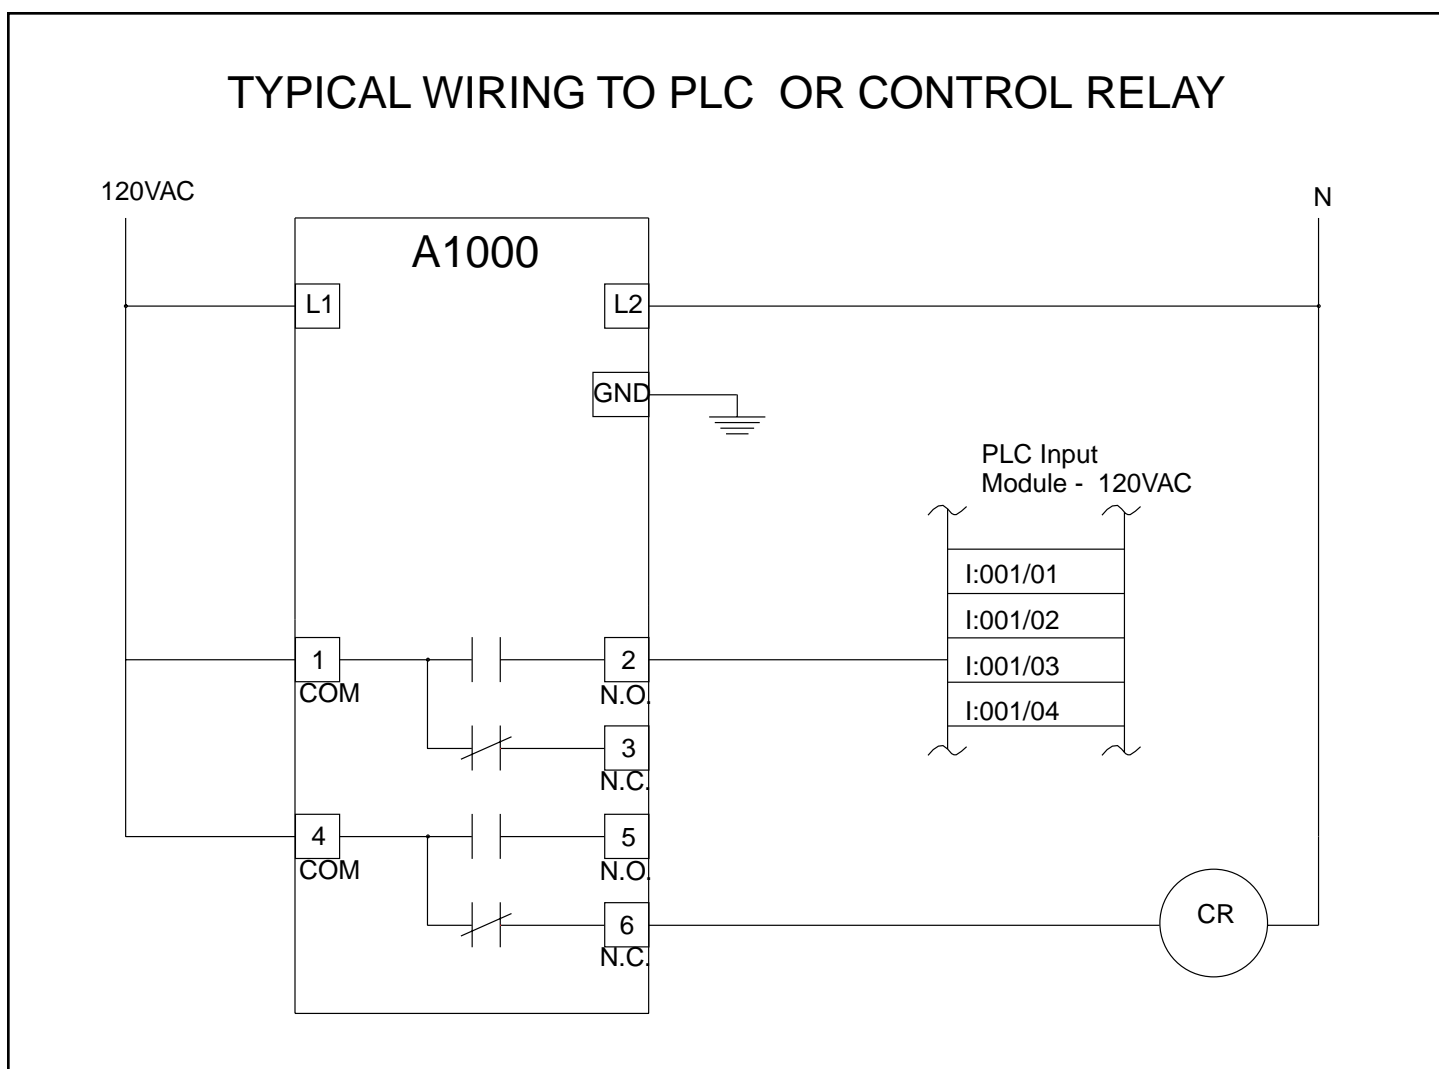 TYPICAL WIRING TO PLC OR CONTROL RELAY
120VAC
N
A1000
L1
L2
GND
PLC Input
Module - 120VAC
I:001/01
I:001/02
I:001/03
I:001/04
1
COM
2
N.O.
3
N.C.
4
COM
5
N.O.
6
N.C.
CR